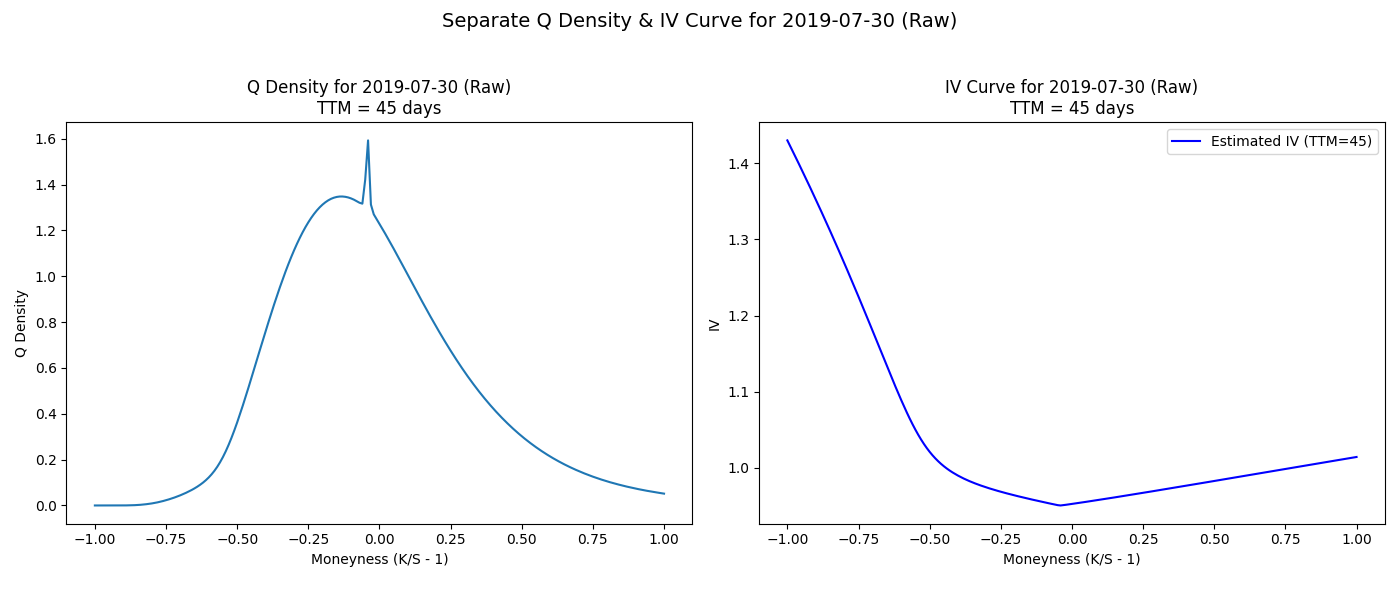 Separate Q Density & IV Curve for 2019-07-30 (Raw)
Q Density for 2019-07-30 (Raw)
TTM = 45 days
Q Density
1.6
1.4
1.2
1.0
0.8
0.6
0.4
0.2
0.0
−1.00 −0.75 −0.50 −0.25 0.00 0.25 0.50 0.75 1.00
Moneyness (K/S - 1)
IV Curve for 2019-07-30 (Raw)
TTM = 45 days
Estimated IV (TTM=45)
IV
1.4
1.3
1.2
1.1
1.0
−1.00 −0.75 −0.50 −0.25 0.00 0.25 0.50 0.75 1.00
Moneyness (K/S - 1)